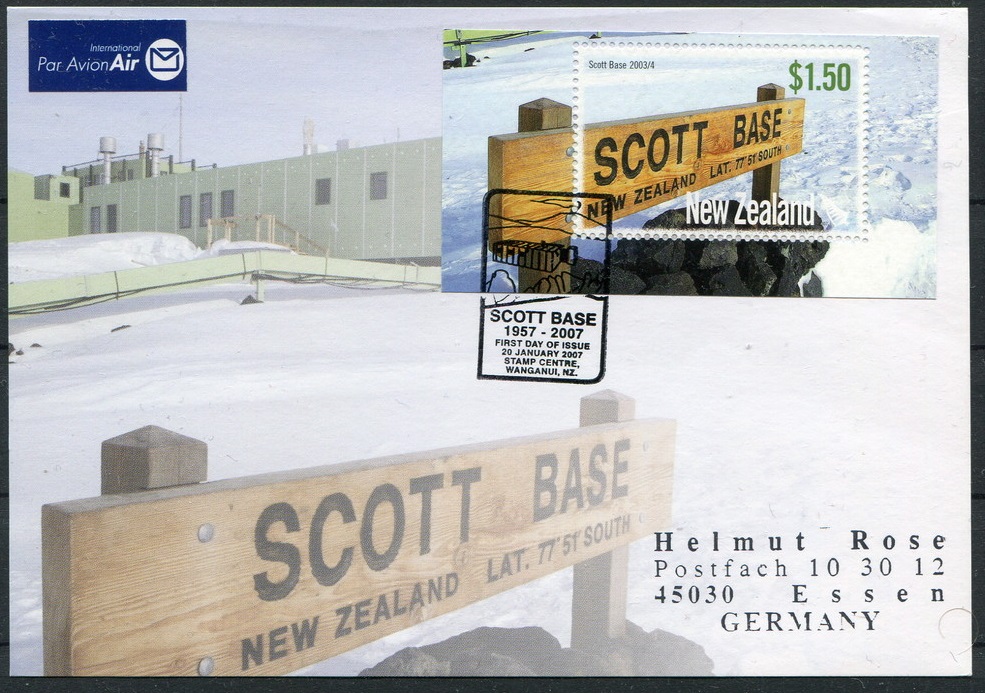 International
Par Avion Air
Scott Base 2003/4
$1.50
SCOTT BASE
NEW ZEALAND LAT. 77°51'SOUTH
New Zealand
SCOTT BASE
1957 - 2007
FIRST DAY OF ISSUE
20 JANUARY 2007
STAMP CENTRE,
WANGANUI, NZ.
SCOTT BASE
NEW ZEALAND LAT. 77°51'SOUTH
Helmut Rose
Postfach 10 30 12
45030 Essen
GERMANY